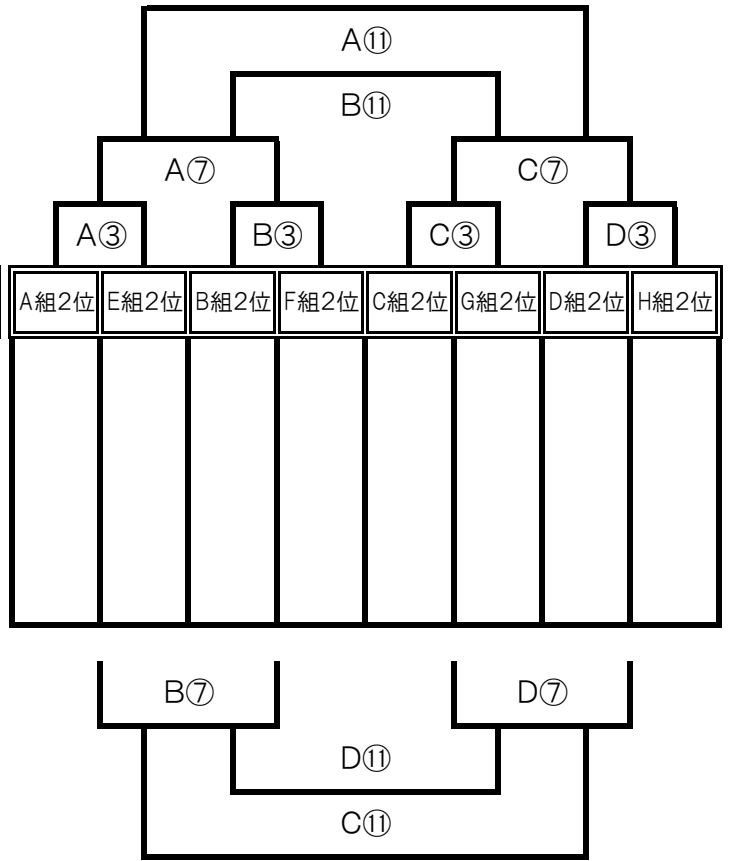 A⑪
B⑪
A⑦ C⑦
A③ B③ C③ D③
A組2位 E組2位 B組2位 F組2位 C組2位 G組2位 D組2位 H組2位
B⑦ D⑦
D⑪
C⑪